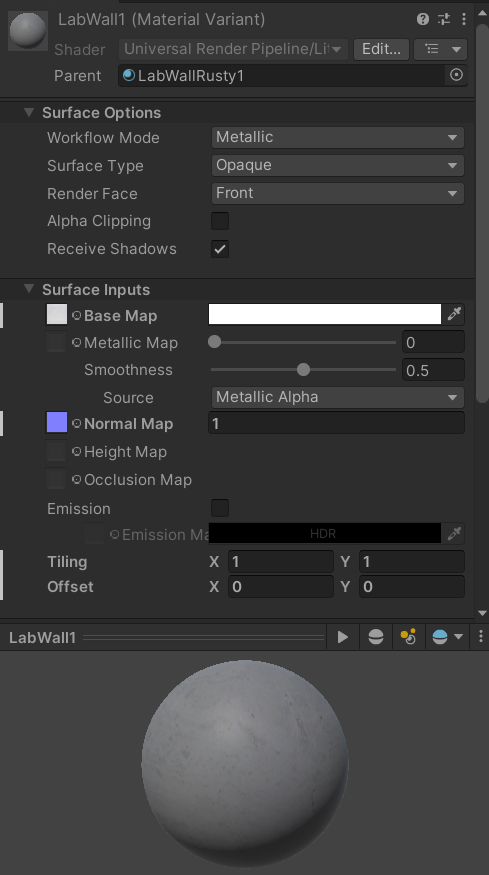 LabWall1 (Material Variant)
Shader Universal Render Pipeline/Lit Edit...
Parent LabWallRusty1
Surface Options
Workflow Mode Metallic
Surface Type Opaque
Render Face Front
Alpha Clipping
Receive Shadows
Surface Inputs
Base Map
Metallic Map 0
Smoothness 0.5
Source Metallic Alpha
Normal Map 1
Height Map
Occlusion Map
Emission
Emission Ma HDR
Tiling X 1 Y 1
Offset X 0 Y 0
LabWall1